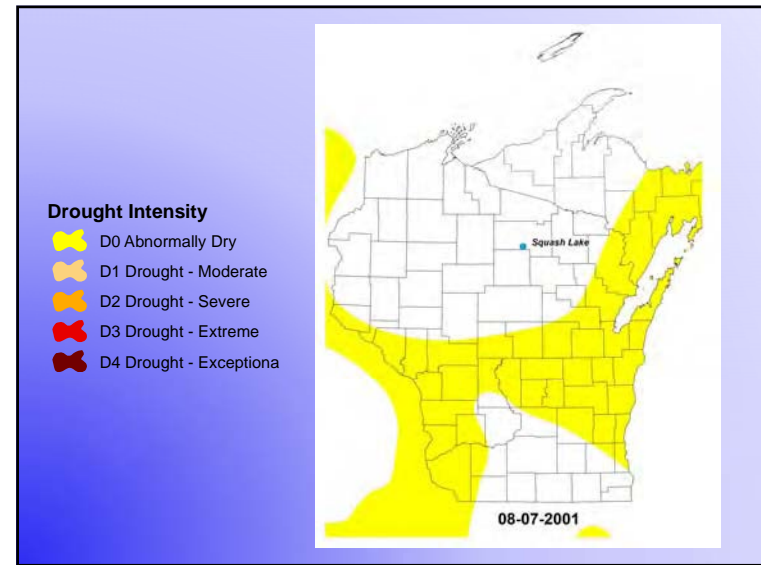 Drought Intensity
D0 Abnormally Dry
D1 Drought - Moderate
D2 Drought - Severe
D3 Drought - Extreme
D4 Drought - Exceptiona
Squash Lake
08-07-2001